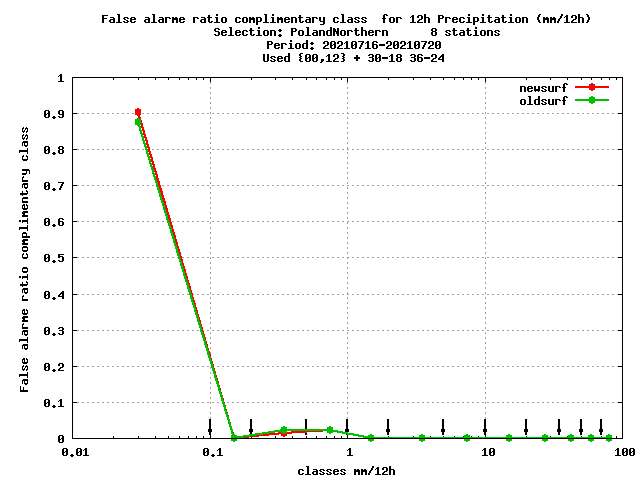 False alarme ratio complimentary class  for 12h Precipitation (mm/12h)
Selection: PolandNorthern      8 stations
Period: 20210716-20210720
Used {00,12} + 30-18 36-24
newsurf
oldsurf
False alarme ratio complimentary class
1
0.9
0.8
0.7
0.6
0.5
0.4
0.3
0.2
0.1
0
0.01 0.1 1 10 100
classes mm/12h